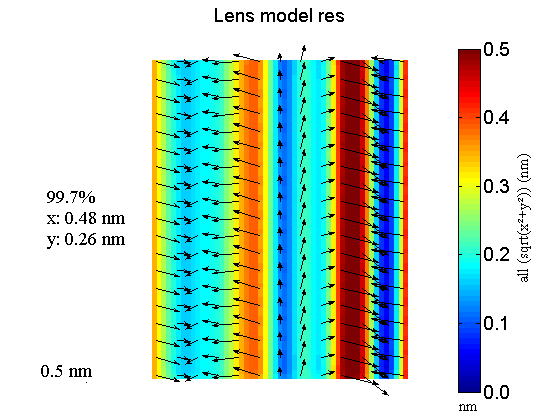 Lens model res
99.7%
x: 0.48 nm
y: 0.26 nm
0.5 nm
0.5
0.4
0.3
0.2
0.1
0.0
nm
all (sqrt(x²+y²)) (nm)